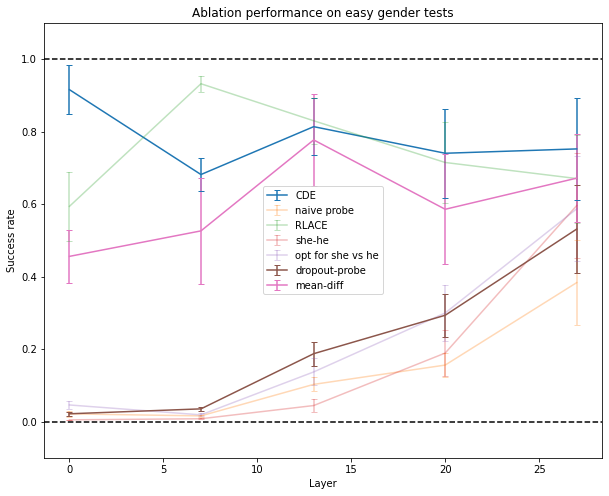 Ablation performance on easy gender tests
Success rate
1.0
0.8
0.6
0.4
0.2
0.0
CDE
naive probe
RLACE
she-he
opt for she vs he
dropout-probe
mean-diff
0 5 10 15 20 25
Layer